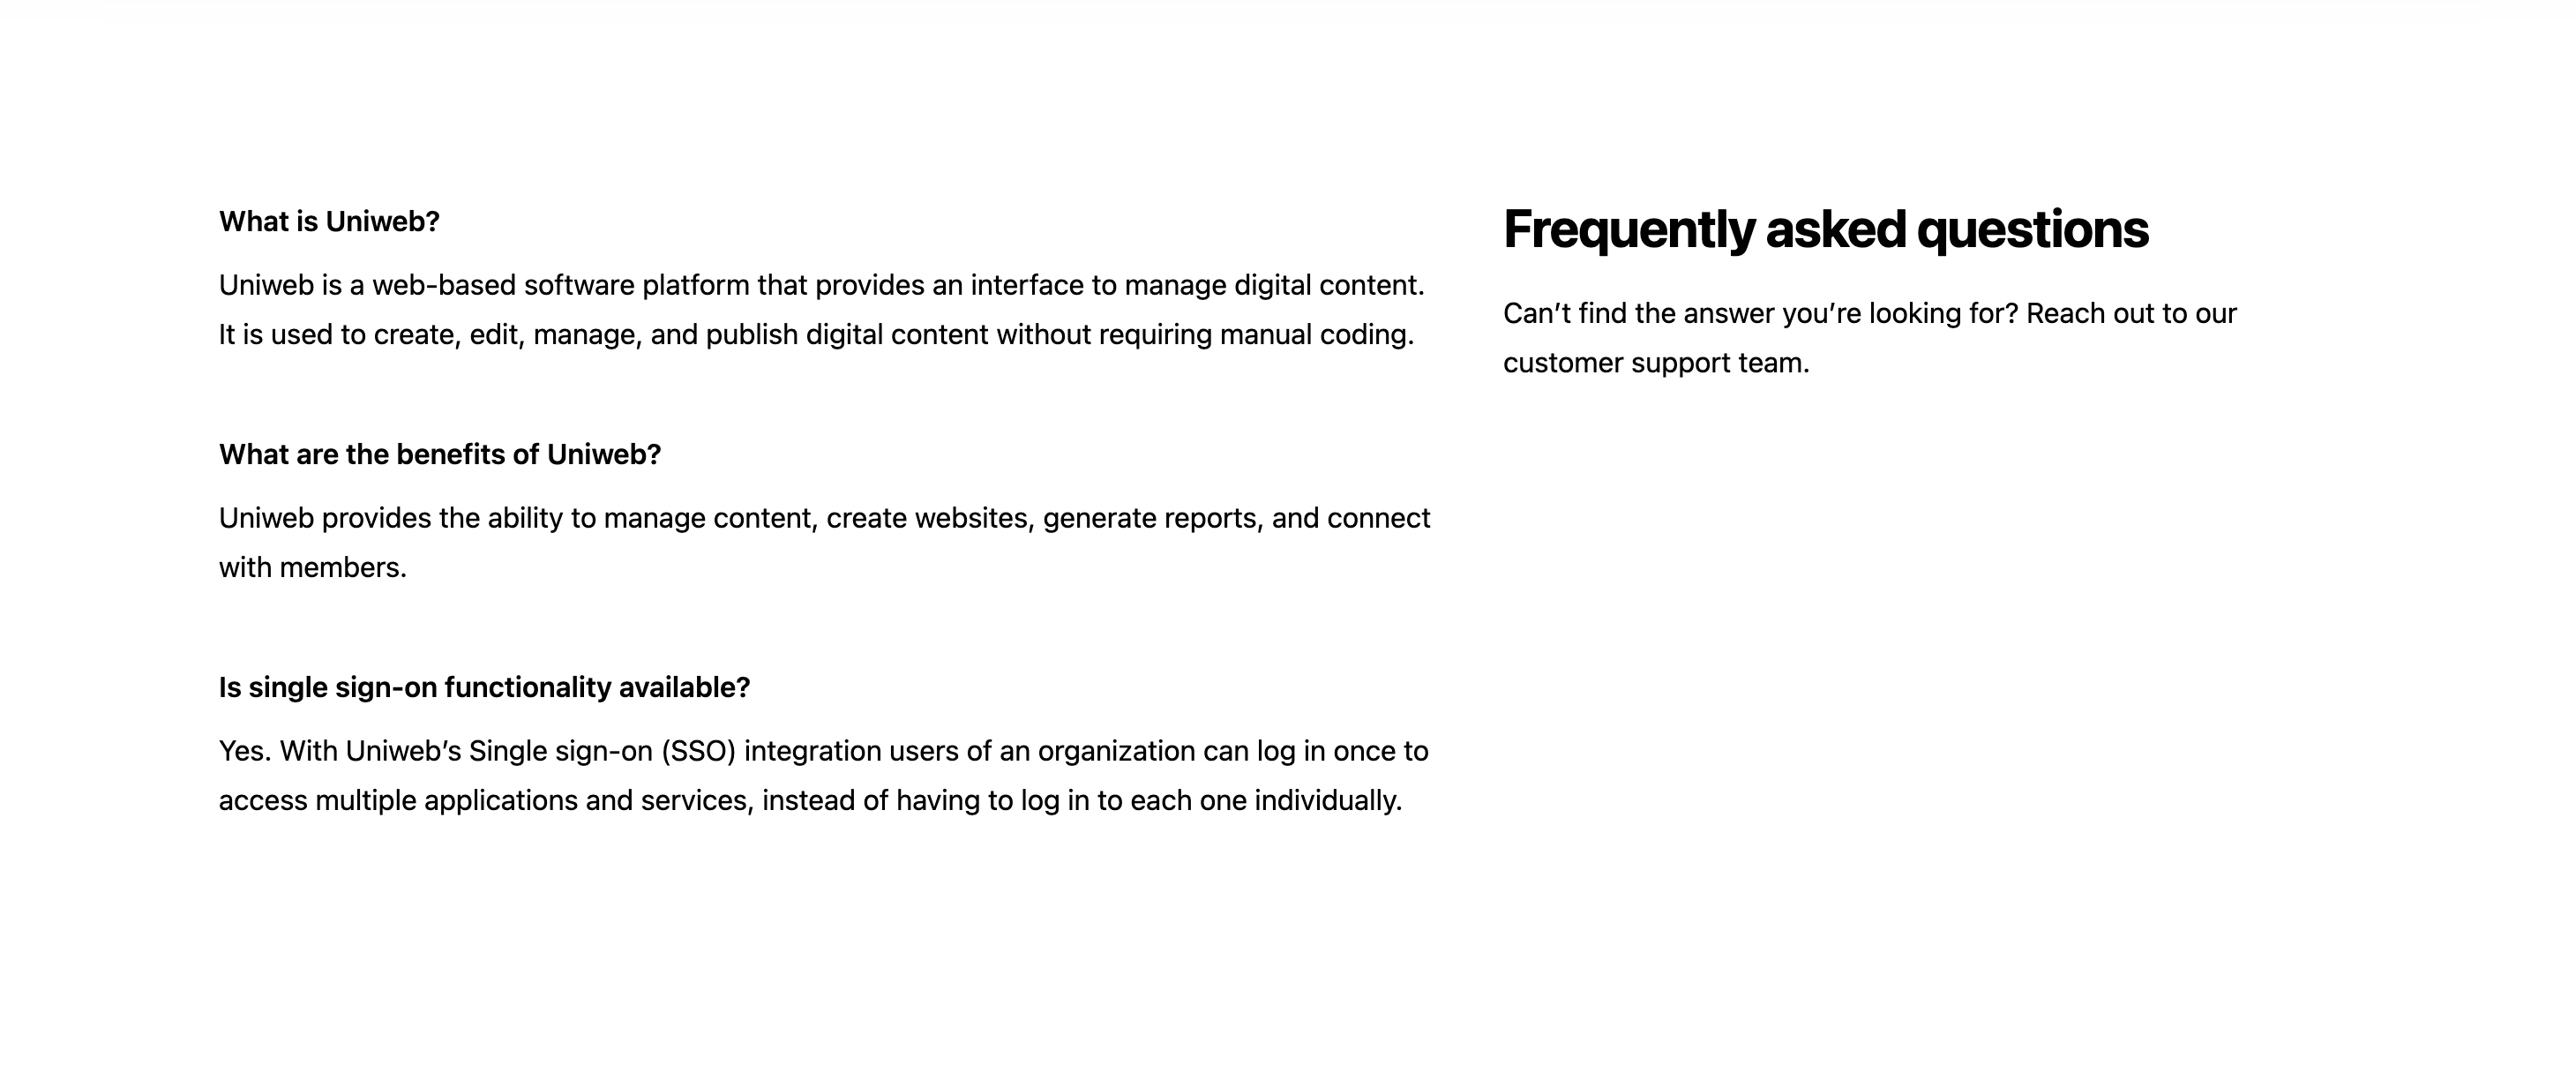 What is Uniweb?
Uniweb is a web-based software platform that provides an interface to manage digital content.
It is used to create, edit, manage, and publish digital content without requiring manual coding.
What are the benefits of Uniweb?
Uniweb provides the ability to manage content, create websites, generate reports, and connect
with members.
Is single sign-on functionality available?
Yes. With Uniweb’s Single sign-on (SSO) integration users of an organization can log in once to
access multiple applications and services, instead of having to log in to each one individually.
Frequently asked questions
Can’t find the answer you’re looking for? Reach out to our
customer support team.